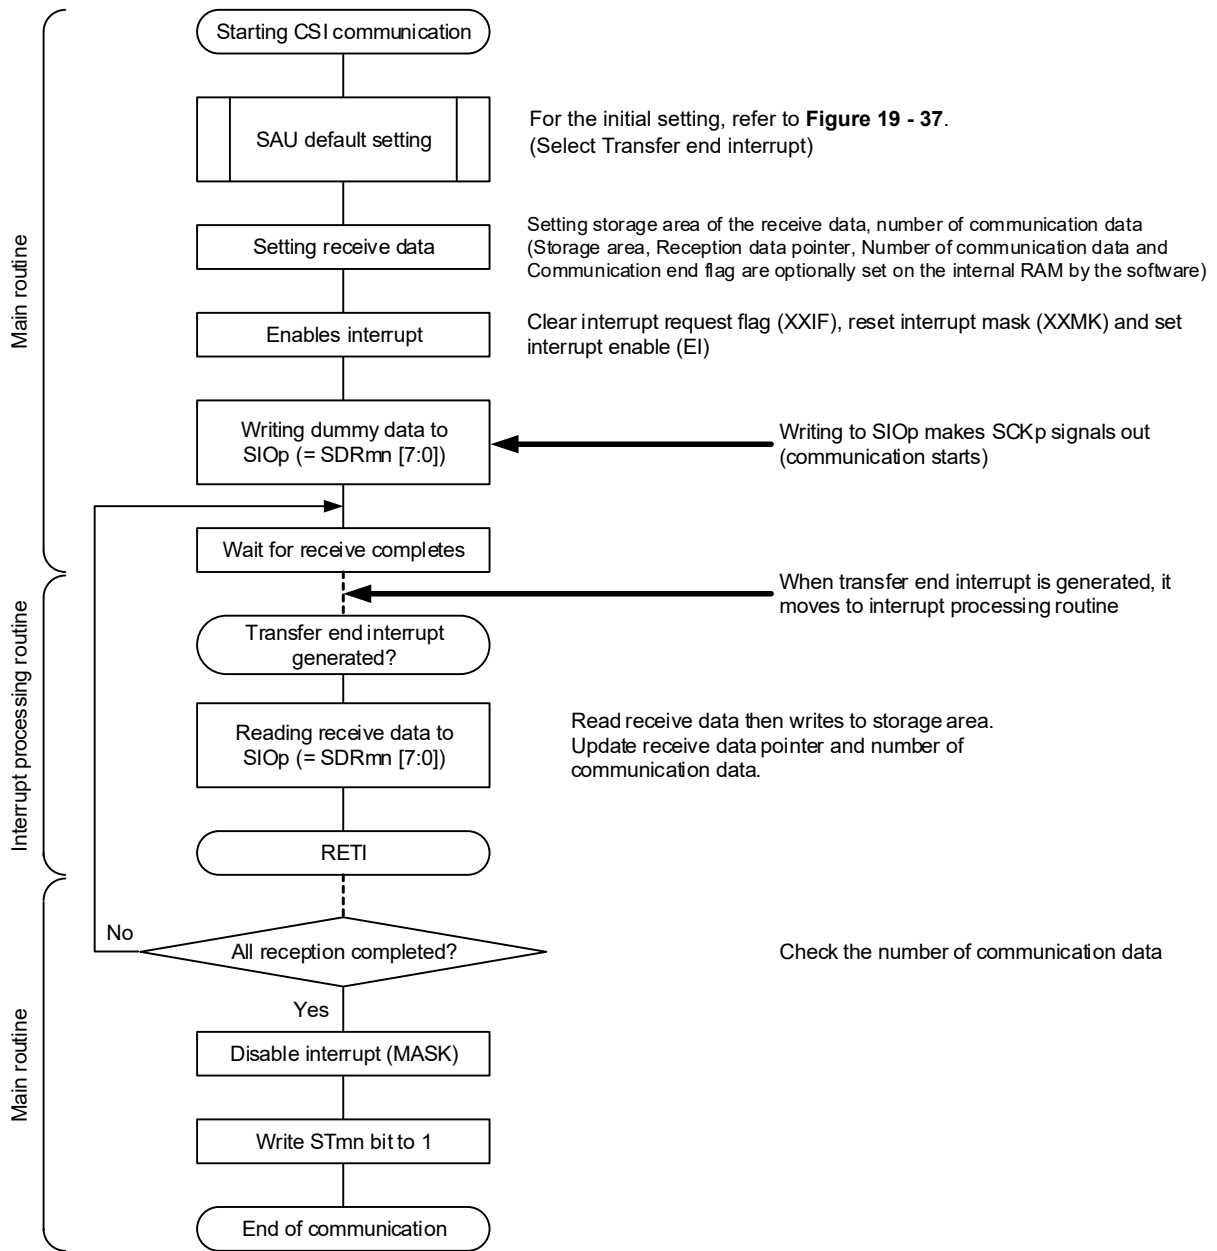 Starting CSI communication
SAU default setting
For the initial setting, refer to Figure 19 - 37.
(Select Transfer end interrupt)
Setting receive data
Setting storage area of the receive data, number of communication data
(Storage area, Reception data pointer, Number of communication data and
Communication end flag are optionally set on the internal RAM by the software)
Main routine
Enables interrupt
Clear interrupt request flag (XXIF), reset interrupt mask (XXMK) and set
interrupt enable (EI)
Writing dummy data to
SIOp (= SDRmn [7:0])
Writing to SIOp makes SCKp signals out
(communication starts)
Wait for receive completes
When transfer end interrupt is generated, it
moves to interrupt processing routine
Transfer end interrupt
generated?
Interrupt processing routine
Reading receive data to
SIOp (= SDRmn [7:0])
Read receive data then writes to storage area.
Update receive data pointer and number of
communication data.
RETI
No
All reception completed?
Check the number of communication data
Yes
Main routine
Disable interrupt (MASK)
Write STmn bit to 1
End of communication